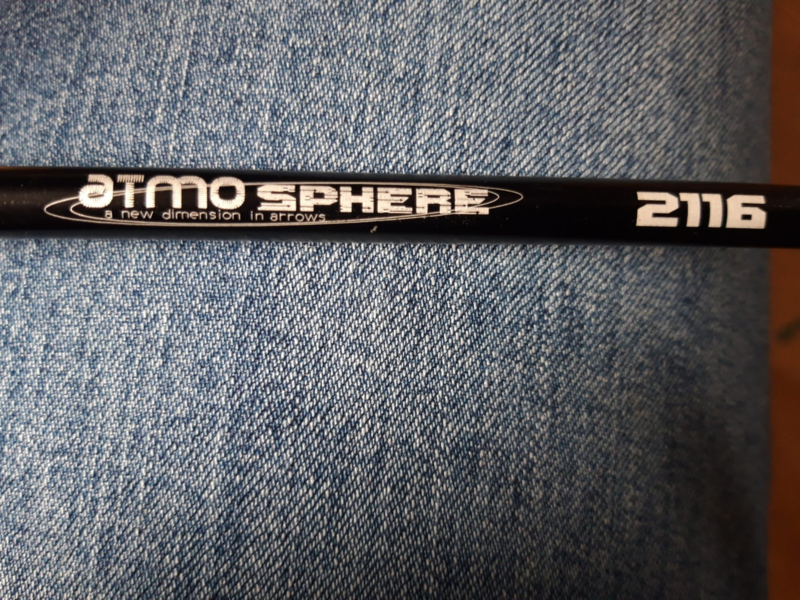 aTMO SPHERE
a new dimension in arrows
2116